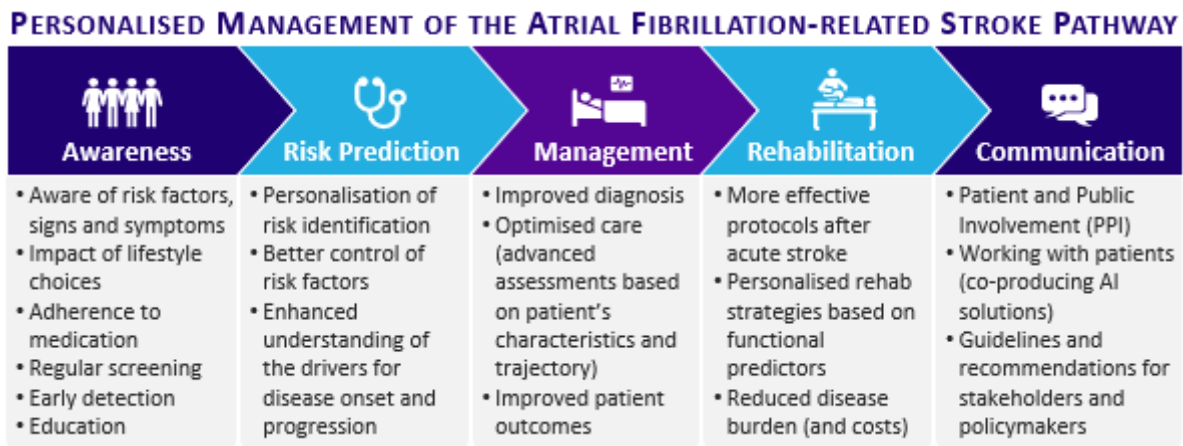 PERSONALISED MANAGEMENT OF THE ATRIAL FIBRILLATION-RELATED STROKE PATHWAY
Awareness
• Aware of risk factors,
signs and symptoms
• Impact of lifestyle
choices
• Adherence to
medication
• Regular screening
• Early detection
• Education
Risk Prediction
• Personalisation of
risk identification
• Better control of
risk factors
• Enhanced
understanding of
the drivers for
disease onset and
progression
Management
• Improved diagnosis
• Optimised care
(advanced
assessments based
on patient's
characteristics and
trajectory)
• Improved patient
outcomes
Rehabilitation
• More effective
protocols after
acute stroke
• Personalised rehab
strategies based on
functional
predictors
• Reduced disease
burden (and costs)
Communication
• Patient and Public
Involvement (PPI)
• Working with patients
(co-producing AI
solutions)
• Guidelines and
recommendations for
stakeholders and
policymakers